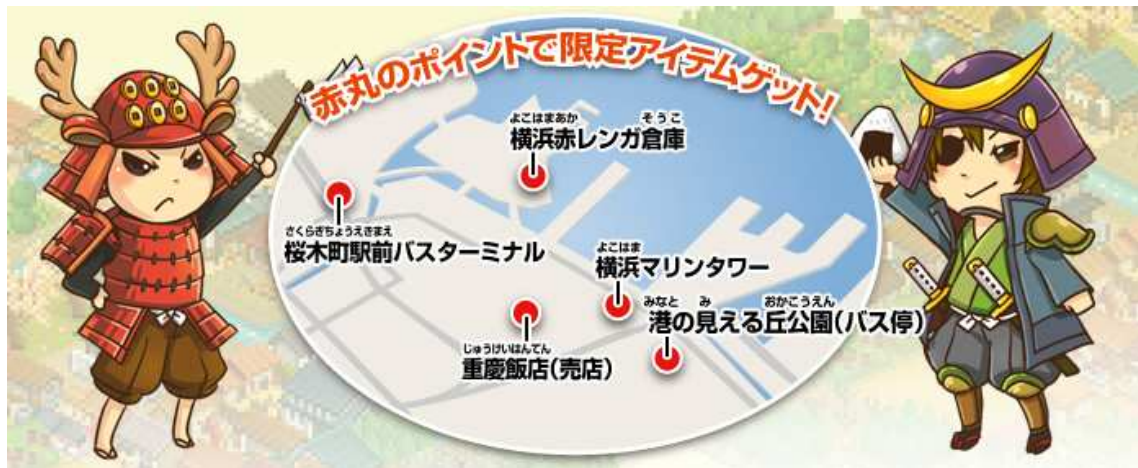 赤丸のポイントで限定アイテムゲット!
よこはまあか そうこ
横浜赤レンガ倉庫
さくらぎちょうえきまえ
桜木町駅前バスターミナル
よこはま
横浜マリンタワー
みなと み おかこうえん
港の見える丘公園(バス停)
じゅうけいはんてん
重慶飯店(売店)